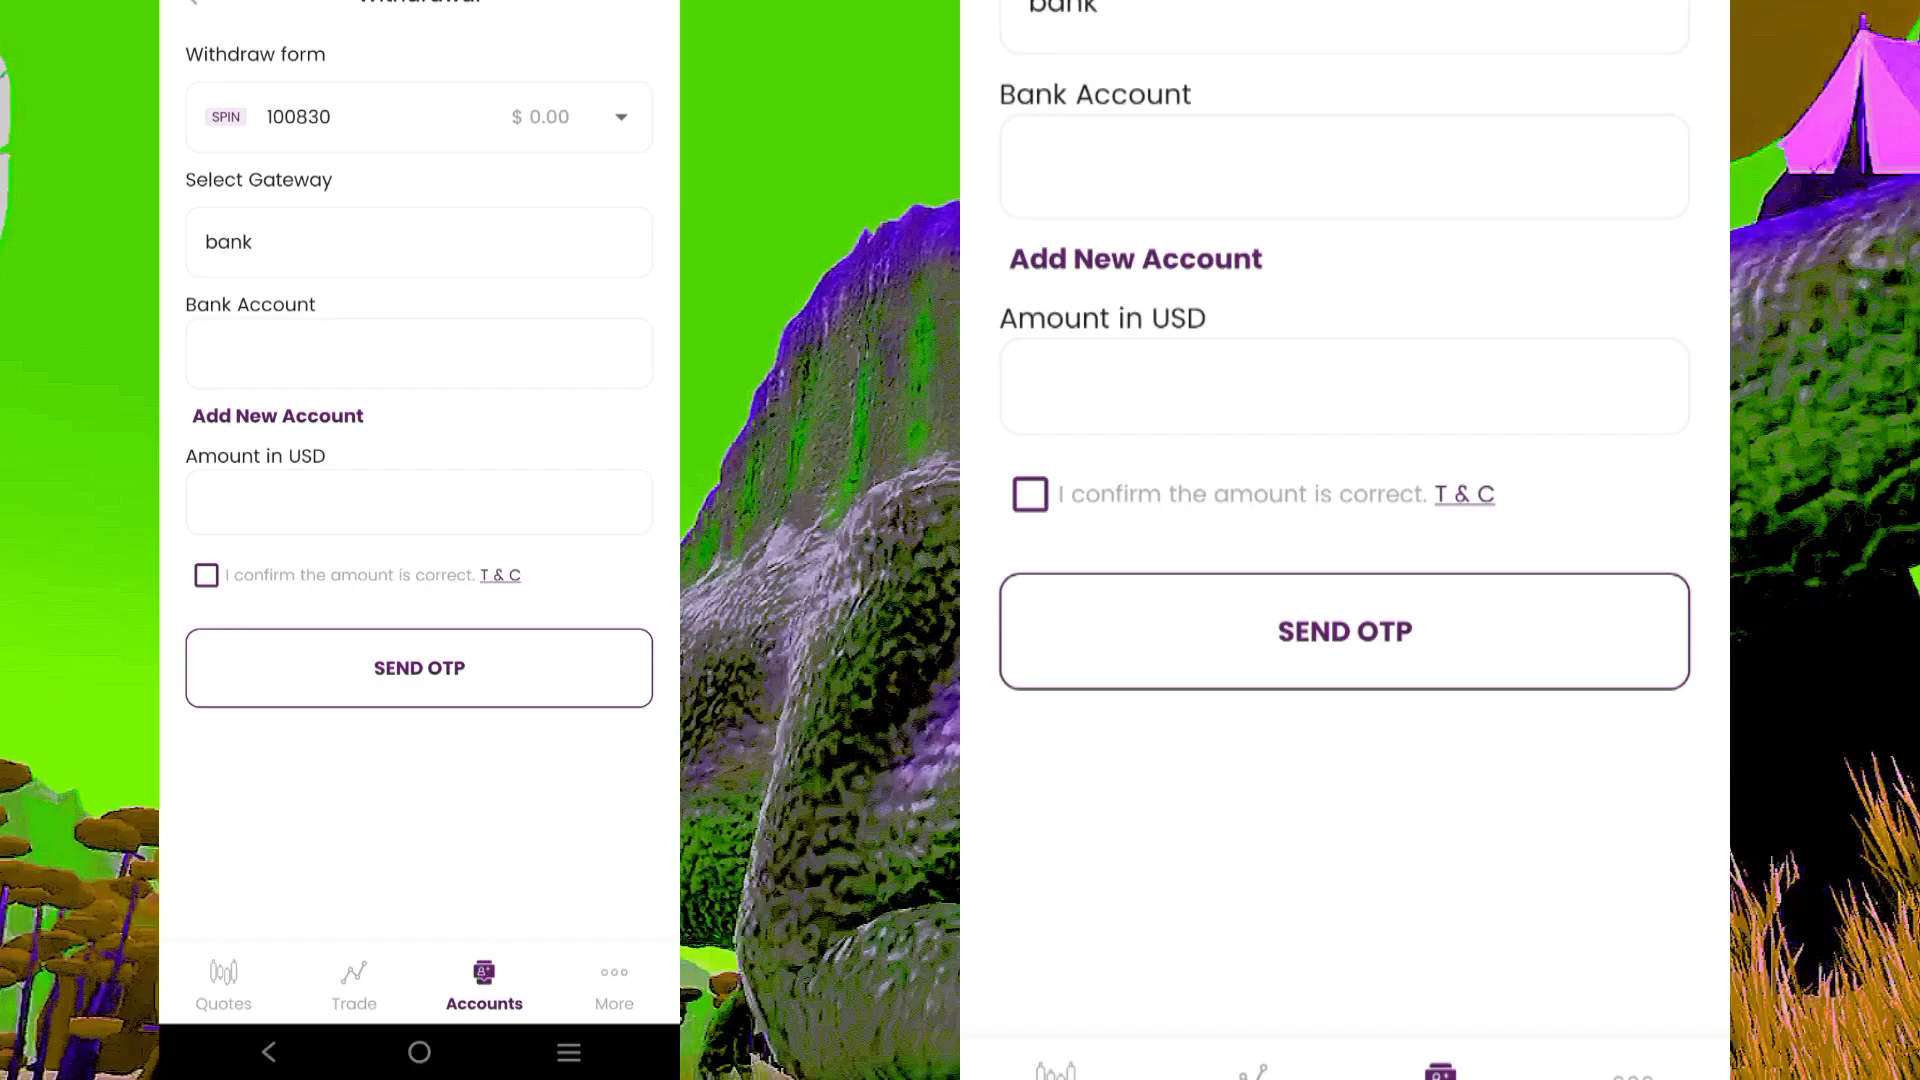 Withdrawal
Withdraw form
SPIN 100830 $ 0.00
Select Gateway
bank
Bank Account
Add New Account
Amount in USD
I confirm the amount is correct. T & C
SEND OTP
Quotes Trade Accounts More
bank
Bank Account
Add New Account
Amount in USD
I confirm the amount is correct. T & C
SEND OTP